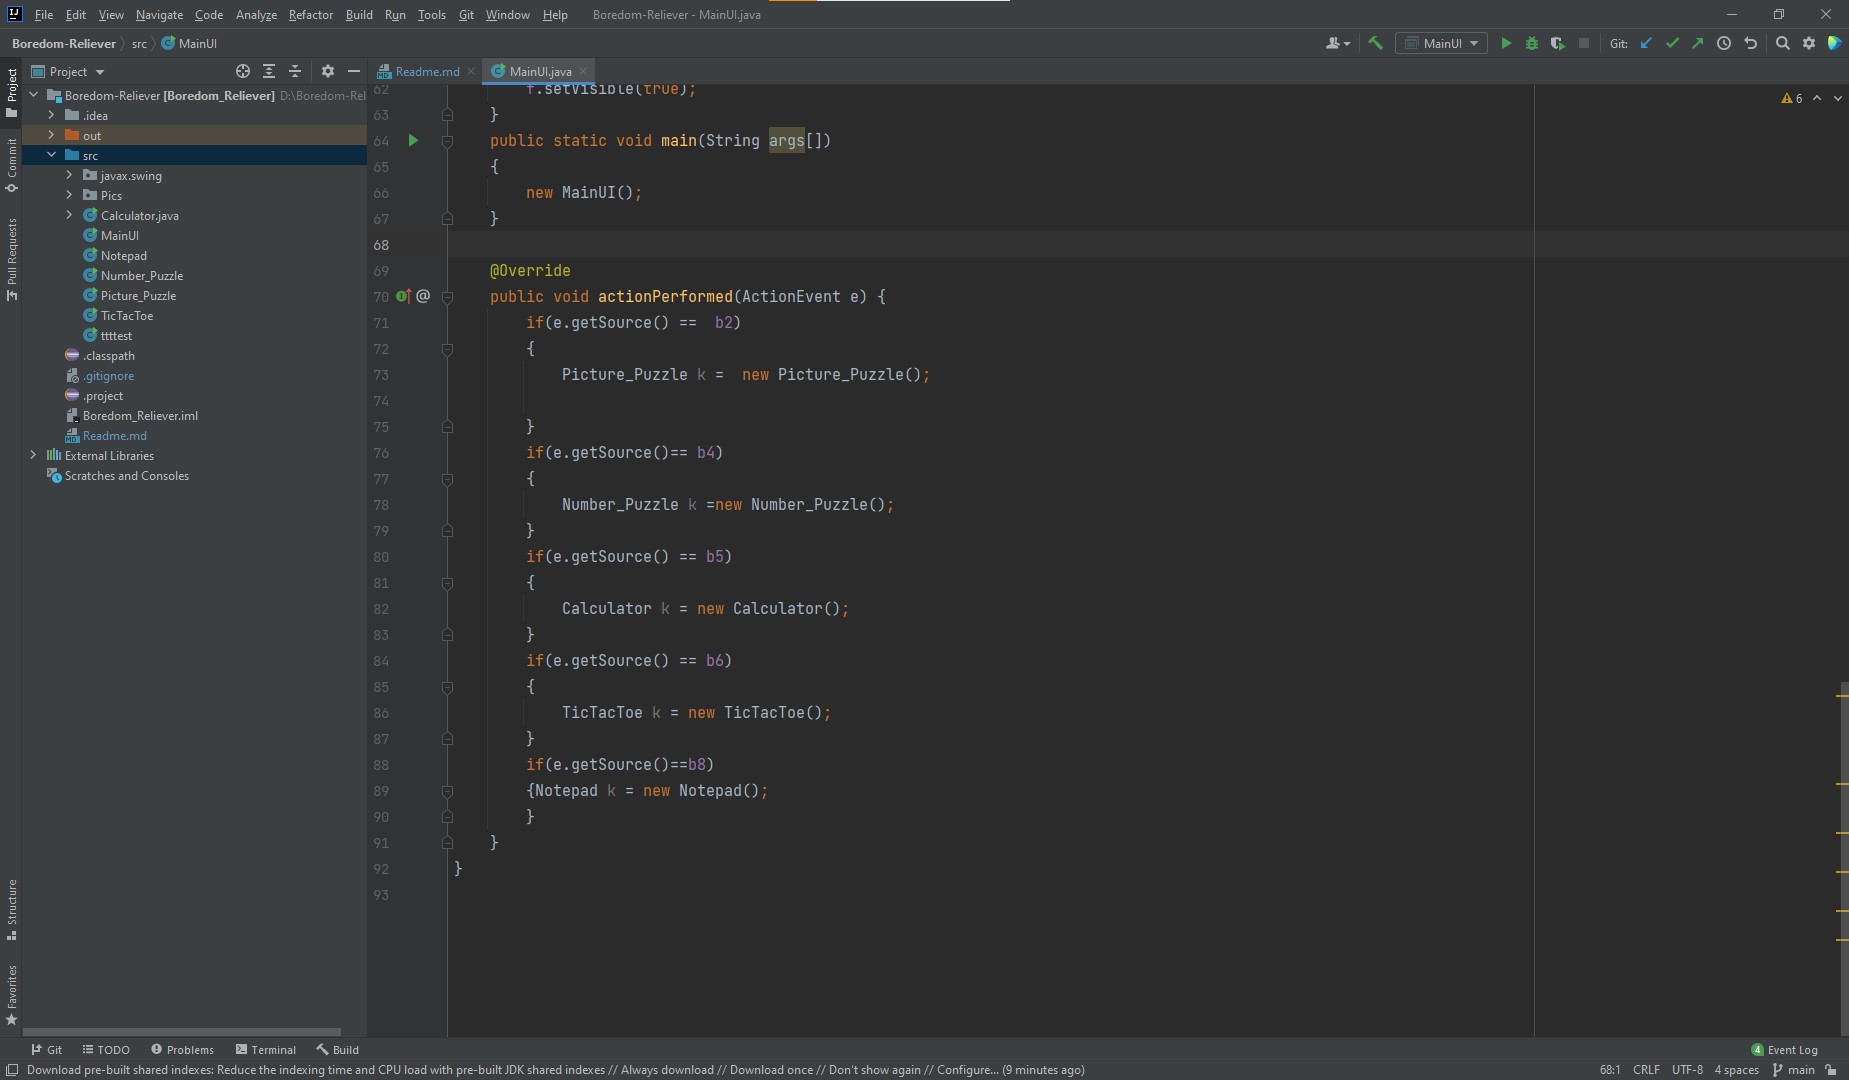 File Edit View Navigate Code Analyze Refactor Build Run Tools Git Window Help Boredom-Reliever - MainUI.java
Boredom-Reliever src MainUI MainUI Git:
Project Readme.md MainUI.java
Project
Commit
Pull Requests
Structure
Favorites
Boredom-Reliever [Boredom_Reliever] D:\Boredom-Rel
.idea
out
src
javax.swing
Pics
Calculator.java
MainUI
Notepad
Number_Puzzle
Picture_Puzzle
TicTacToe
ttttest
.classpath
.gitignore
.project
Boredom_Reliever.iml
Readme.md
External Libraries
Scratches and Consoles
6
62 f.setVisible(true);
63 }
64 public static void main(String args[])
65 {
66 new MainUI();
67 }
68
69 @Override
70 @ public void actionPerformed(ActionEvent e) {
71 if(e.getSource() ==  b2)
72 {
73 Picture_Puzzle k =  new Picture_Puzzle();
74
75 }
76 if(e.getSource()== b4)
77 {
78 Number_Puzzle k =new Number_Puzzle();
79 }
80 if(e.getSource() == b5)
81 {
82 Calculator k = new Calculator();
83 }
84 if(e.getSource() == b6)
85 {
86 TicTacToe k = new TicTacToe();
87 }
88 if(e.getSource()==b8)
89 {Notepad k = new Notepad();
90 }
91 }
92 }
93
Git TODO Problems Terminal Build 4 Event Log
Download pre-built shared indexes: Reduce the indexing time and CPU load with pre-built JDK shared indexes // Always download // Download once // Don't show again // Configure... (9 minutes ago) 68:1 CRLF UTF-8 4 spaces main